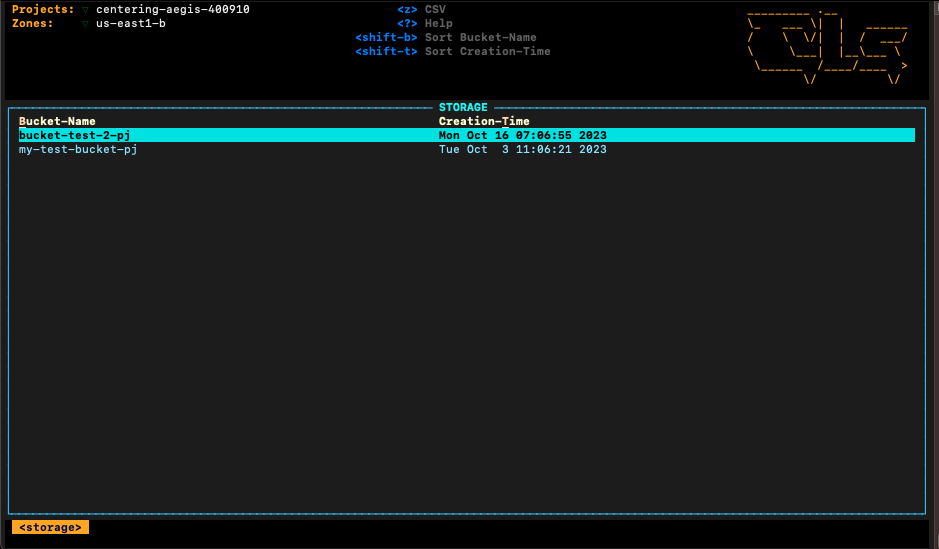 Projects: ▽ centering-aegis-400910
Zones: ▽ us-east1-b
<z> CSV
<?> Help
<shift-b> Sort Bucket-Name
<shift-t> Sort Creation-Time
STORAGE
Bucket-Name Creation-Time
bucket-test-2-pj Mon Oct 16 07:06:55 2023
my-test-bucket-pj Tue Oct  3 11:06:21 2023
<storage>